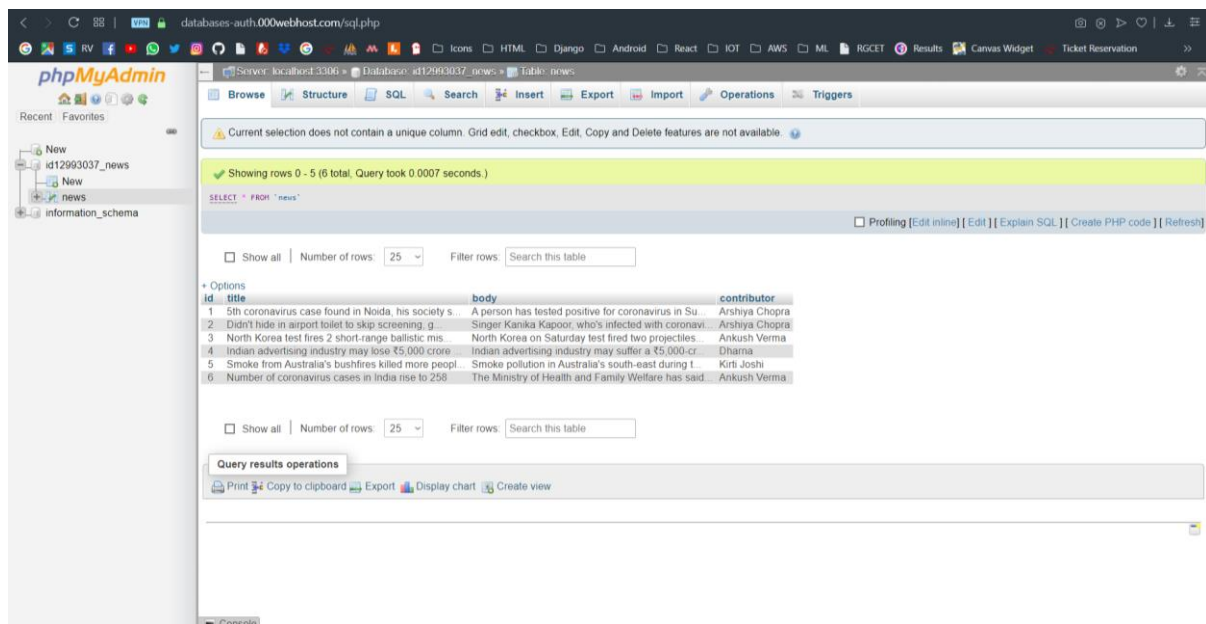 VPN databases-auth.000webhost.com/sql.php
RV Icons HTML Django Android React IOT AWS ML RGCET Results Canvas Widget Ticket Reservation »
phpMyAdmin
Recent Favorites
New
id12993037_news
New
news
information_schema
Server: localhost:3306 » Database: id12993037_news » Table: news
Browse Structure SQL Search Insert Export Import Operations Triggers
Current selection does not contain a unique column. Grid edit, checkbox, Edit, Copy and Delete features are not available.
Showing rows 0 - 5 (6 total, Query took 0.0007 seconds.)
SELECT * FROM `news`
Profiling [Edit inline] [ Edit ] [ Explain SQL ] [ Create PHP code ] [ Refresh]
Show all | Number of rows: 25 Filter rows: Search this table
+ Options
id title body contributor
1 5th coronavirus case found in Noida, his society s... A person has tested positive for coronavirus in Su... Arshiya Chopra
2 Didn't hide in airport toilet to skip screening, g... Singer Kanika Kapoor, who's infected with coronavi... Arshiya Chopra
3 North Korea test fires 2 short-range ballistic mis... North Korea on Saturday test fired two projectiles... Ankush Verma
4 Indian advertising industry may lose ₹5,000 crore ... Indian advertising industry may suffer a ₹5,000-cr... Dharna
5 Smoke from Australia's bushfires killed more peopl... Smoke pollution in Australia's south-east during t... Kirti Joshi
6 Number of coronavirus cases in India rise to 258 The Ministry of Health and Family Welfare has said... Ankush Verma
Show all | Number of rows: 25 Filter rows: Search this table
Query results operations
Print Copy to clipboard Export Display chart Create view
Console